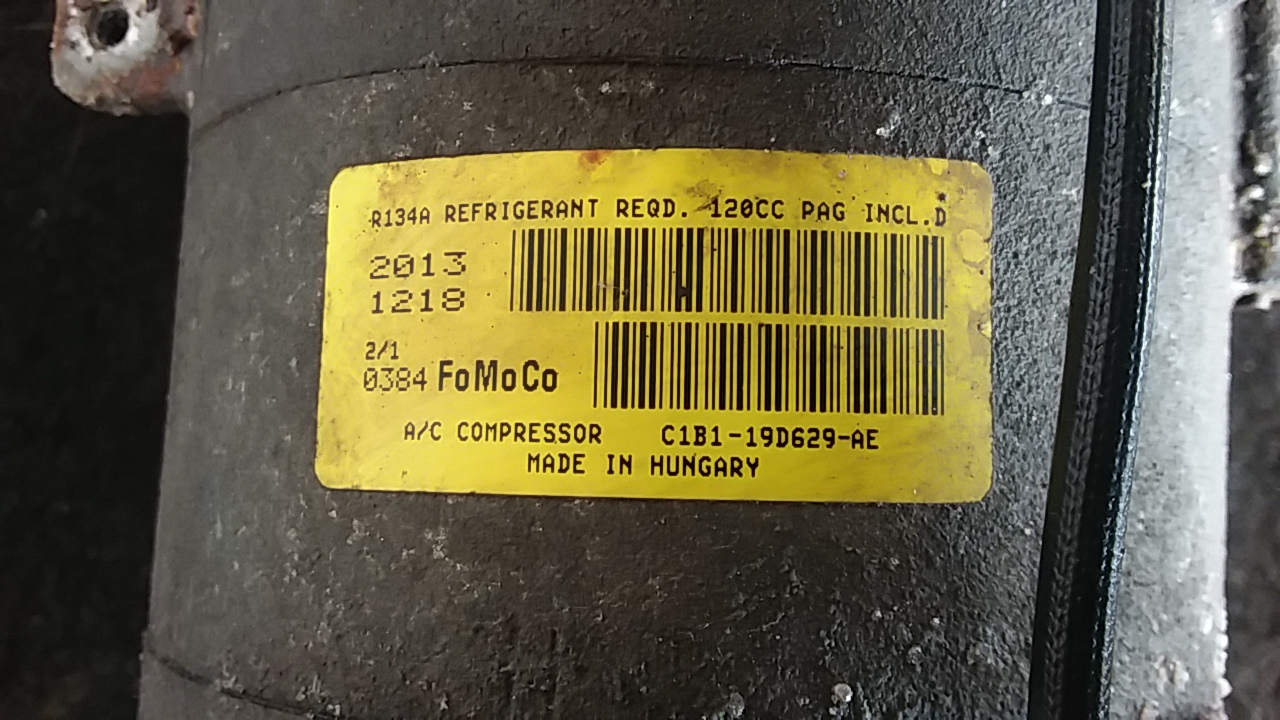 R134A REFRIGERANT REQD. 120CC PAG INCL.D
2013
1218
2/1
0384 FoMoCo
A/C COMPRESSOR C1B1-19D629-AE
MADE IN HUNGARY